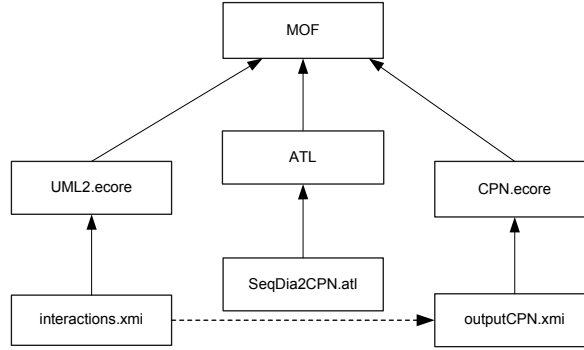 MOF
ATL
UML2.ecore
CPN.ecore
SeqDia2CPN.atl
interactions.xmi
outputCPN.xmi